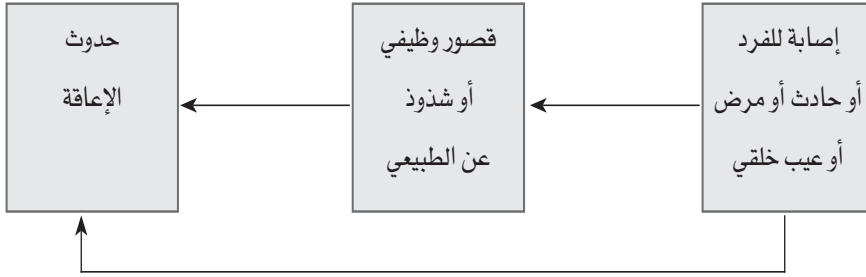 إصابة للفرد
أو حادث أو مرض
أو عيب خلقي
قصور وظيفي
أو شذوذ
عن الطبيعي
حدوث
الإعاقة